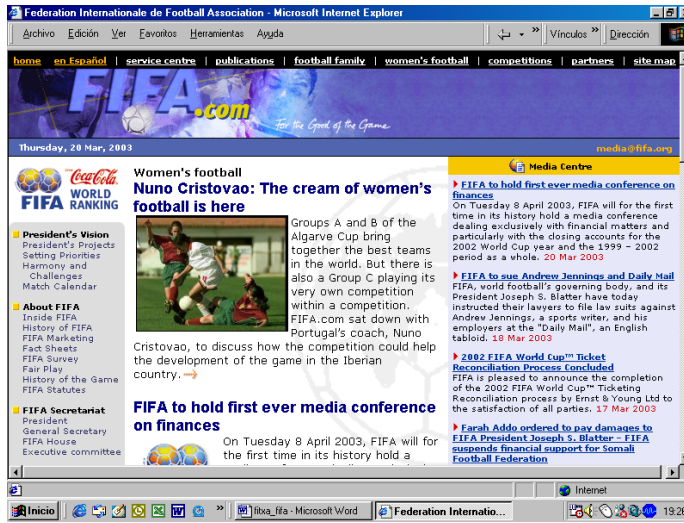 Federation Internationale de Football Association - Microsoft Internet Explorer
Archivo Edición Ver Favoritos Herramientas Ayuda
Vínculos Dirección
home en Español | service centre | publications | football family | women's football | competitions | partners | site map
FIFA.com
For the Good of the Game
Thursday, 20 Mar, 2003
media@fifa.org
Coca-Cola
FIFA WORLD RANKING
President's Vision
President's Projects
Setting Priorities
Harmony and
Challenges
Match Calendar
About FIFA
Inside FIFA
History of FIFA
FIFA Marketing
Fact Sheets
FIFA Survey
Fair Play
History of the Game
FIFA Statutes
FIFA Secretariat
President
General Secretary
FIFA House
Executive committee
Women's football
Nuno Cristovao: The cream of women's
football is here
Groups A and B of the
Algarve Cup bring
together the best teams
in the world. But there is
also a Group C playing its
very own competition
within a competition.
FIFA.com sat down with
Portugal's coach, Nuno
Cristovao, to discuss how the competition could help
the development of the game in the Iberian
country.
FIFA to hold first ever media conference
on finances
On Tuesday 8 April 2003, FIFA will for
the first time in its history hold a
Media Centre
FIFA to hold first ever media conference on
finances
On Tuesday 8 April 2003, FIFA will for the first
time in its history hold a media conference
dealing exclusively with financial matters and
particularly with the closing accounts for the
2002 World Cup year and the 1999 - 2002
period as a whole. 20 Mar 2003
FIFA to sue Andrew Jennings and Daily Mail
FIFA, world football's governing body, and its
President Joseph S. Blatter have today
instructed their lawyers to file law suits against
Andrew Jennings, a sports writer, and his
employers at the "Daily Mail", an English
tabloid. 18 Mar 2003
2002 FIFA World Cup™ Ticket
Reconciliation Process Concluded
FIFA is pleased to announce the completion
of the 2002 FIFA World Cup™ Ticketing
Reconciliation process by Ernst & Young Ltd to
the satisfaction of all parties. 17 Mar 2003
Farah Addo ordered to pay damages to
FIFA President Joseph S. Blatter - FIFA
suspends financial support for Somali
Football Federation
Internet
Inicio
fitxa_fifa - Microsoft Word
Federation Internatio...
19:26